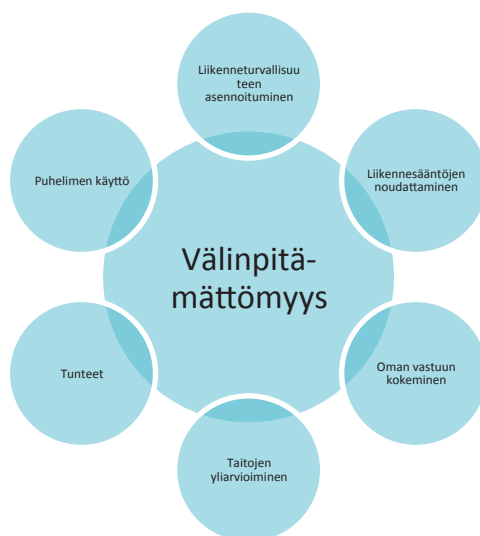 Liikenneturvallisuu
teen
asennoituminen
Puhelimen käyttö
Liikennesääntöjen
noudattaminen
Välinpitä-
mättömyys
Tunteet
Oman vastuun
kokeminen
Taitojen
yliarvioiminen